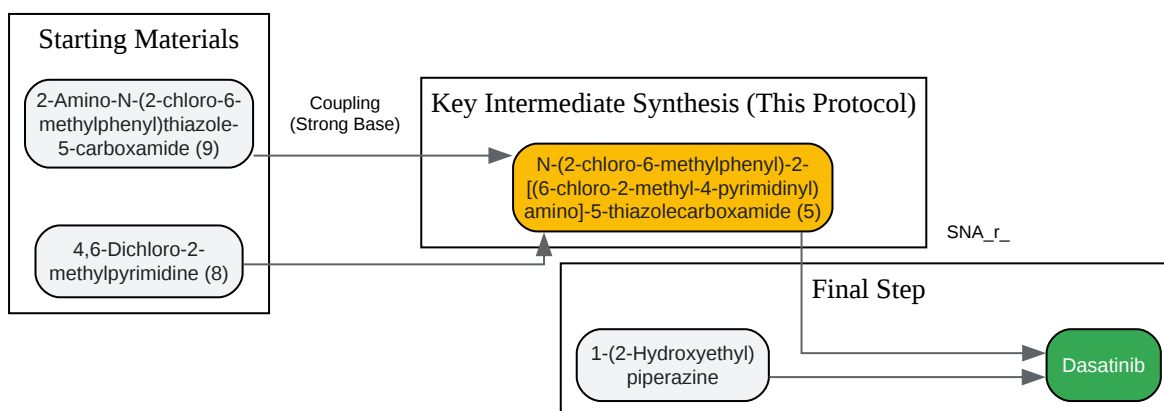 Starting Materials
2-Amino-N-(2-chloro-6-
methylphenyl)thiazole-
5-carboxamide (9)
4,6-Dichloro-2-
methylpyrimidine (8)
Coupling
(Strong Base)
Key Intermediate Synthesis (This Protocol)
N-(2-chloro-6-methylphenyl)-2-
[(6-chloro-2-methyl-4-pyrimidinyl)
amino]-5-thiazolecarboxamide (5)
SNA_r_
Final Step
1-(2-Hydroxyethyl)
piperazine
Dasatinib